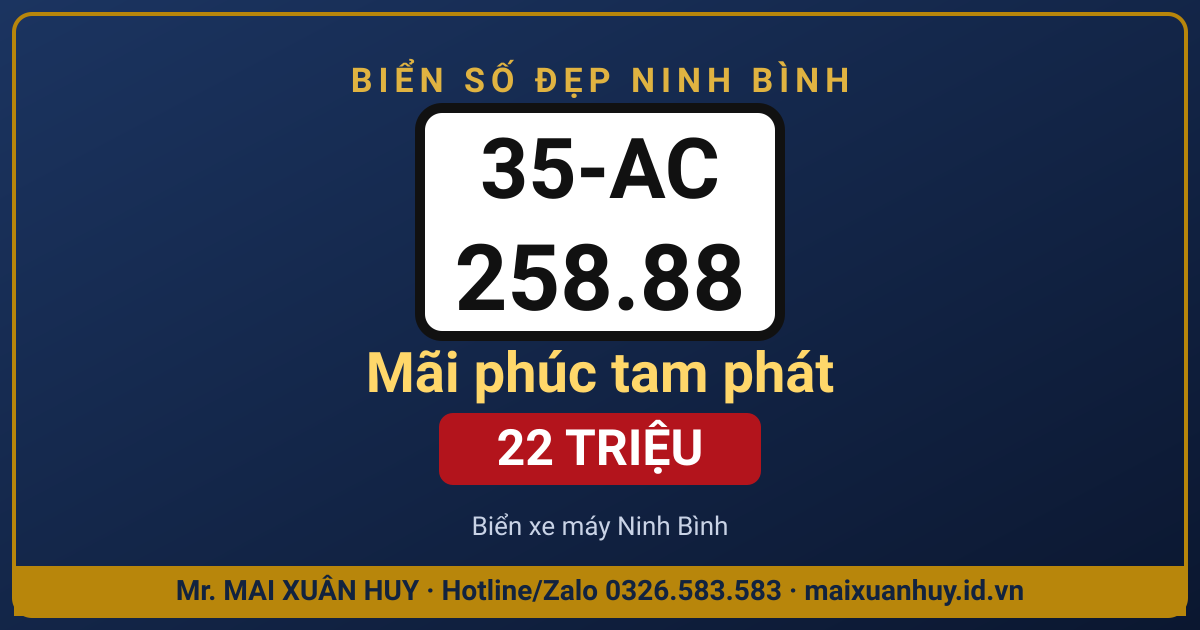 BIỂN SỐ ĐẸP NINH BÌNH
35-AC
258.88
Mãi phúc tam phát
22 TRIỆU
Biển xe máy Ninh Bình
Mr. MAI XUÂN HUY · Hotline/Zalo 0326.583.583 · maixuanhuy.id.vn